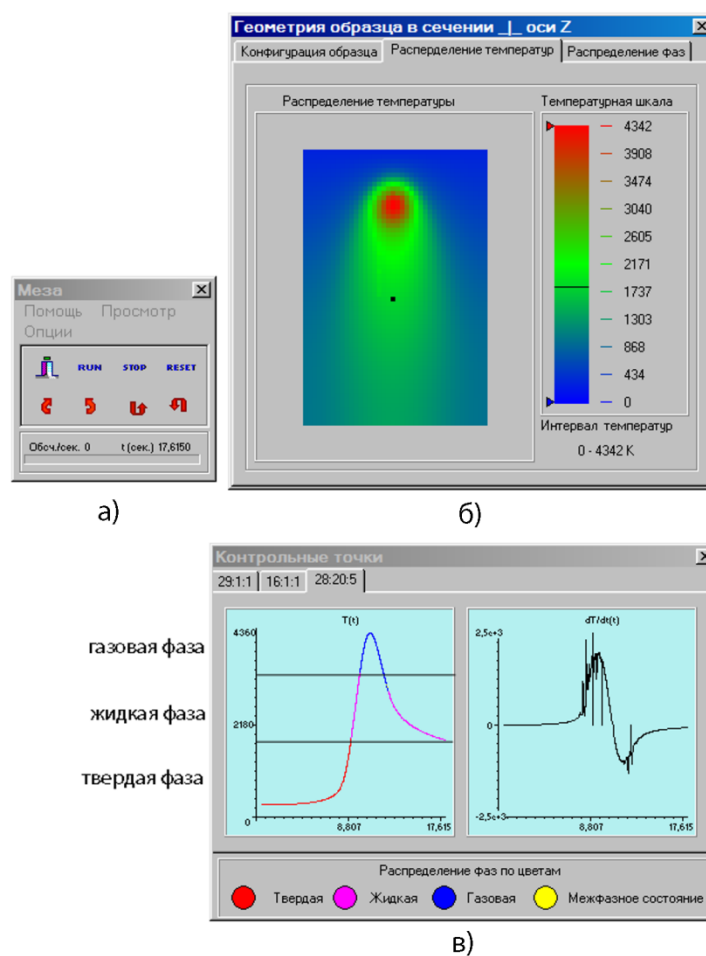 Геометрия образца в сечении _|_ оси Z
Конфигурация образца
Расперделение температур
Распределение фаз
Распределение температуры
Температурная шкала
4342
3908
3474
3040
2605
2171
1737
1303
868
434
0
Интервал температур
0 - 4342 K
Меза
Помощь Просмотр
Опции
RUN STOP RESET
Обсч./сек. 0 t (сек.) 17,6150
а)
б)
Контрольные точки
29:1:1 16:1:1 28:20:5
T(t)
4360
2180
0
8,807 17,615
dT/dt(t)
2,5e+3
0
-2,5e+3
8,807 17,615
газовая фаза
жидкая фаза
твердая фаза
Распределение фаз по цветам
Твердая Жидкая Газовая Межфазное состояние
в)